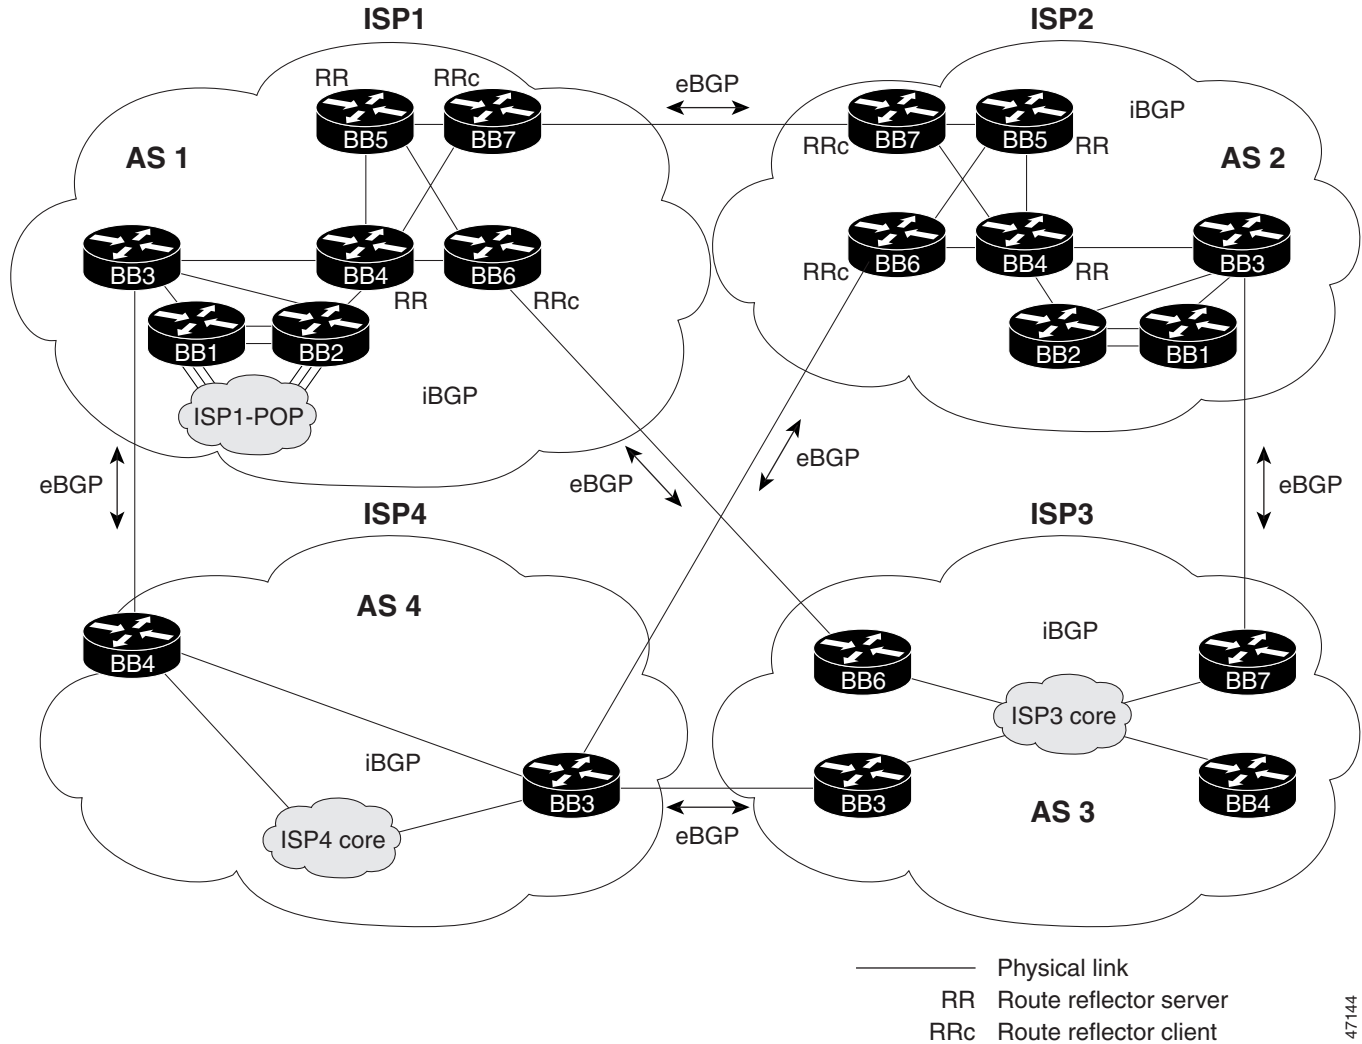 ISP1
ISP2
RR
RRc
eBGP
iBGP
BB5
BB7
BB7
BB5
RRc
RR
AS 1
AS 2
BB3
BB4
BB6
BB6
BB4
BB3
RR
RRc
RRc
RR
BB1
BB2
BB2
BB1
ISP1-POP
iBGP
eBGP
eBGP
eBGP
eBGP
ISP4
ISP3
AS 4
iBGP
BB4
BB6
BB7
ISP3 core
iBGP
BB3
BB3
BB4
AS 3
ISP4 core
eBGP
Physical link
RR Route reflector server
RRc Route reflector client
47144